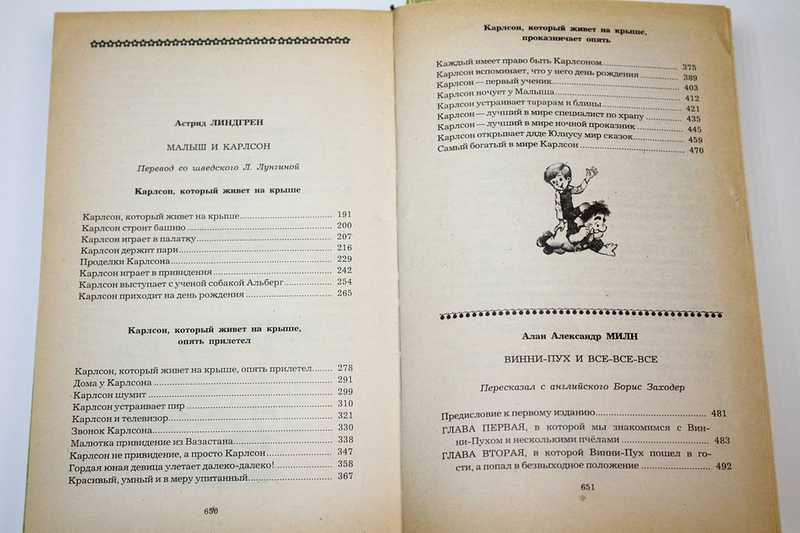 Астрид ЛИНДГРЕН
МАЛЫШ И КАРЛСОН
Перевод со шведского Л. Лунгиной
Карлсон, который живет на крыше
Карлсон, который живет на крыше 191
Карлсон строит башню 200
Карлсон играет в палатку 207
Карлсон держит пари 216
Проделки Карлсона 229
Карлсон играет в привидения 242
Карлсон выступает с ученой собакой Альберг 254
Карлсон приходит на день рождения 265
Карлсон, который живет на крыше,
опять прилетел
Карлсон, который живет на крыше, опять прилетел 278
Дома у Карлсона 291
Карлсон шумит 299
Карлсон устраивает пир 310
Карлсон и телевизор 321
Звонок Карлсона 330
Малютка привидение из Вазастана 338
Карлсон не привидение, а просто Карлсон 347
Гордая юная девица улетает далеко-далеко! 358
Красивый, умный и в меру упитанный 367
650
Карлсон, который живет на крыше,
проказничает опять
Каждый имеет право быть Карлсоном 375
Карлсон вспоминает, что у него день рождения 389
Карлсон — первый ученик 403
Карлсон ночует у Малыша 412
Карлсон устраивает тарарам и блины 421
Карлсон — лучший в мире специалист по храпу 435
Карлсон — лучший в мире ночной проказник 445
Карлсон открывает дяде Юлиусу мир сказок 459
Самый богатый в мире Карлсон 470
Алан Александр МИЛН
ВИННИ-ПУХ И ВСЕ-ВСЕ-ВСЕ
Пересказал с английского Борис Заходер
Предисловие к первому изданию 481
ГЛАВА ПЕРВАЯ, в которой мы знакомимся с Вин-
ни-Пухом и несколькими пчёлами 483
ГЛАВА ВТОРАЯ, в которой Винни-Пух пошел в го-
сти, а попал в безвыходное положение 492
651